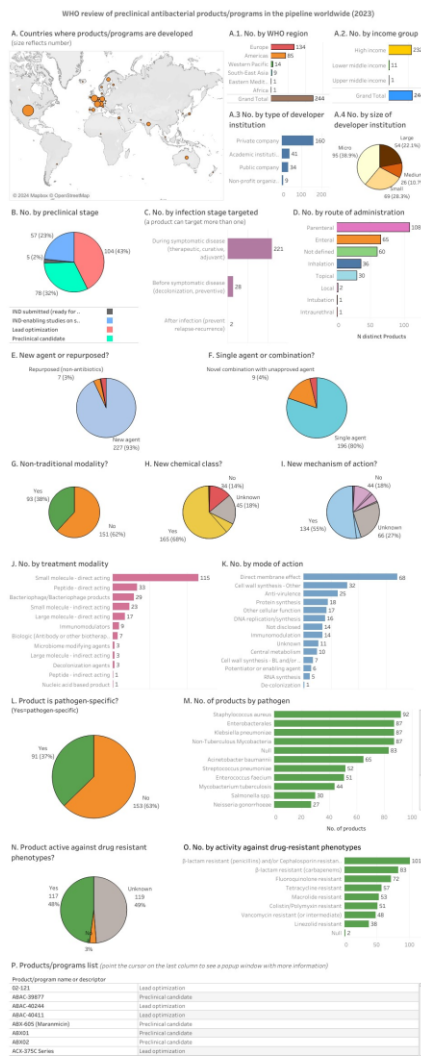 WHO review of preclinical antibacterial products/programs in the pipeline worldwide (2023)
A. Countries where products/programs are developed
(size reflects number)
© 2024 Mapbox © OpenStreetMap
A.1. No. by WHO region
Europe 134
Americas 85
Western Pacific 14
South-East Asia 9
Eastern Medit.. 1
Africa 1
Grand Total 244
A.2. No. by income group
High income
Lower-middle income 11
Upper middle income 1
Grand Total
A.3 No. by type of developer
institution
Private company 160
Academic instituti.. 41
Public company 34
Non-profit organiz.. 9
0 100 200
A.4 No. by size of
developer institution
Large
54 (22.1%)
Micro
95 (38.9%)
Small
B. No. by preclinical stage
57 (23%)
5 (2%)
104 (43%)
78 (32%)
IND submitted (ready for ..
IND-enabling studies on s..
Lead optimization
Preclinical candidate
C. No. by infection stage targeted
(a product can target more than one)
During symptomatic disease
(therapeutic, curative,
adjuvant)
221
Before symptomatic disease
(decolonization, preventive)
28
After infection (prevent
relapse-recurrence)
2
D. No. by route of administration
Parenteral 108
Enteral 65
Not defined 60
Inhalation 36
Topical 30
Local 2
Intubation 1
Intraurethral 1
N distinct Products
E. New agent or repurposed?
Repurposed (non-antibiotics)
7 (3%)
New agent
227 (93%)
F. Single agent or combination?
Novel combination with unapproved agent
9 (4%)
Single agent
196 (80%)
G. Non-traditional modality?
Yes
93 (38%)
No
151 (62%)
H. New chemical class?
No
34 (14%)
Unknown
45 (18%)
Yes
165 (68%)
I. New mechanism of action?
No
44 (18%)
Yes
134 (55%)
Unknown
66 (27%)
J. No. by treatment modality
Small molecule - direct acting 115
Peptide - direct acting 33
Bacteriophage/Bacteriophage products 29
Small molecule - indirect acting 23
Large molecule - direct acting 17
Immunomodulators 9
Biologic (Antibody or other biotherap.. 7
Microbiome modifying agents 3
Large molecule - indirect acting 3
Decolonization agents 3
Peptide - indirect acting 1
Nucleic acid based product 1
K. No. by mode of action
Direct membrane effect 68
Cell wall synthesis - Other 32
Anti-virulence 25
Protein synthesis 18
Other cellular function 17
DNA replication/synthesis 16
Not disclosed 14
Immunomodulation 14
Unknown 11
Central metabolism 10
Cell wall synthesis - BL and/or .. 7
Potentiator or enabling agent 6
RNA synthesis 5
De-colonization 1
L. Product is pathogen-specific?
(Yes=pathogen-specific)
Yes
91 (37%)
No
153 (63%)
M. No. of products by pathogen
Staphylococcus aureus 92
Enterobacterales 87
Klebsiella pneumoniae 87
Non-Tuberculous Mycobacteria 87
Null 83
Acinetobacter baumannii 65
Streptococcus pneumoniae 52
Enterococcus faecium 51
Mycobacterium tuberculosis 44
Salmonella spp. 30
Neisseria gonorrhoeae 27
0 20 40 60 80 100
No. of products
N. Product active against drug resistant
phenotypes?
Yes
117
48%
Unknown
119
49%
3%
O. No. by activity against drug-resistant phenotypes
β-lactam resistant (penicillins) and/or Cephalosporin resistan.. 101
β-lactam resistant (carbapenems) 83
Fluoroquinolone resistant 72
Tetracycline resistant 57
Macrolide resistant 53
Colistin/Polymyxin resistant 51
Vancomycin resistant (or intermediate) 48
Linezolid resistant 38
Null 2
0 50 100
P. Products/programs list (point the cursor on the last column to see a popup window with more information)
Product/program name or descriptor
02-121 Lead optimization
ABAC-39877 Preclinical candidate
ABAC-40244 Lead optimization
ABAC-40411 Lead optimization
ABX-605 (Maranmicin) Preclinical candidate
ABX01 Preclinical candidate
ABX02 Preclinical candidate
ACX-375C Series Lead optimization